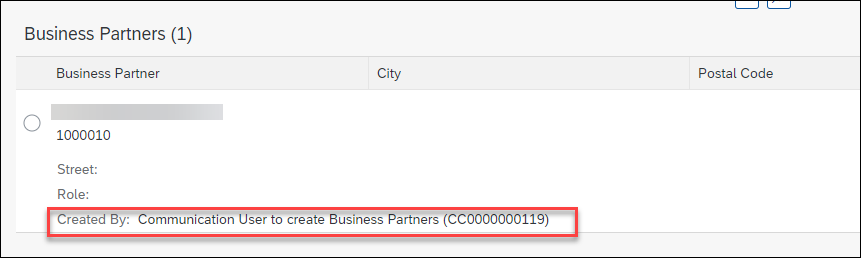 Business Partners (1)
Business Partner City Postal Code
1000010
Street:
Role:
Created By: Communication User to create Business Partners (CC0000000119)